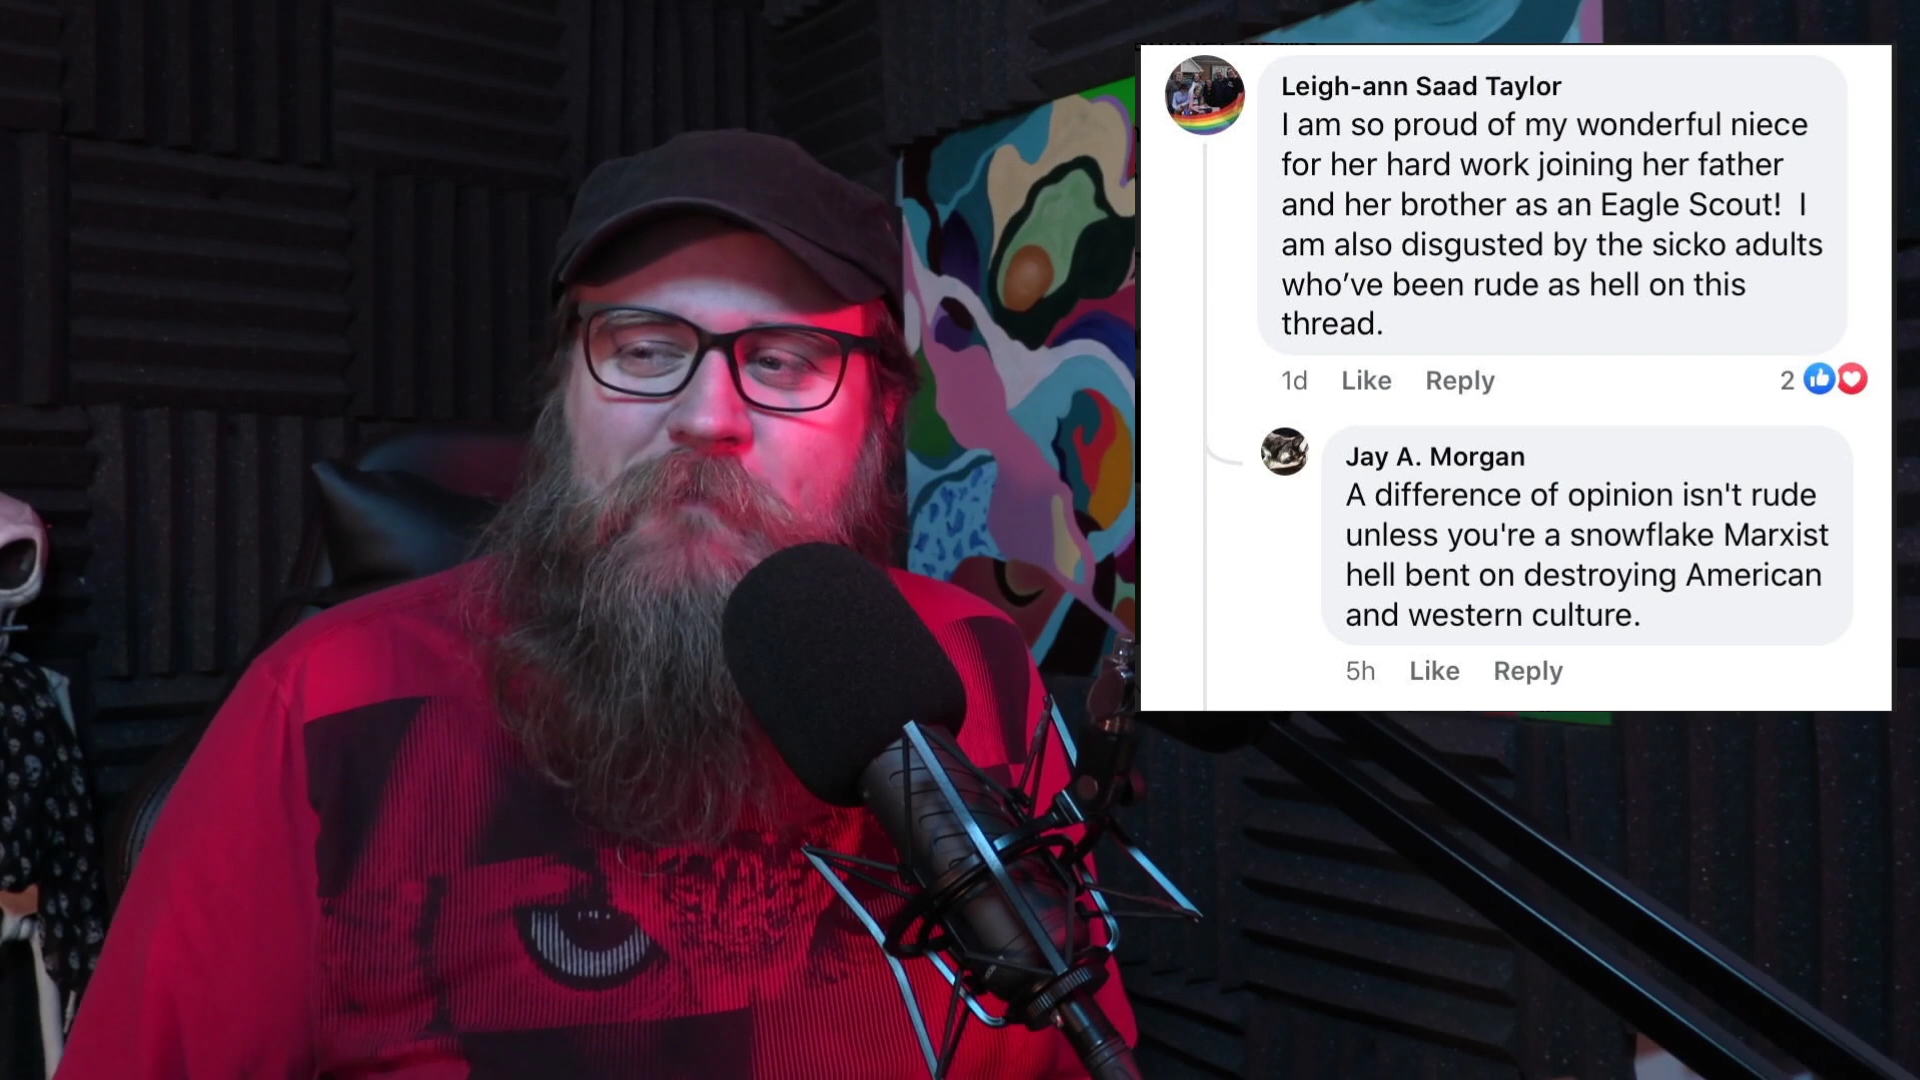 Leigh-ann Saad Taylor
I am so proud of my wonderful niece
for her hard work joining her father
and her brother as an Eagle Scout!  I
am also disgusted by the sicko adults
who’ve been rude as hell on this
thread.
1d Like Reply 2
Jay A. Morgan
A difference of opinion isn't rude
unless you're a snowflake Marxist
hell bent on destroying American
and western culture.
5h Like Reply